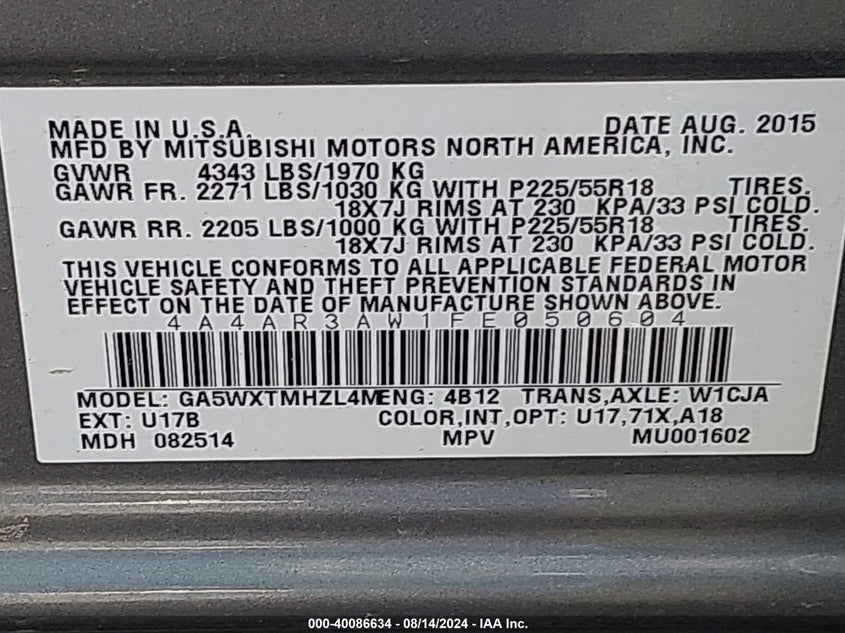 MADE IN U.S.A. DATE AUG. 2015
MFD BY MITSUBISHI MOTORS NORTH AMERICA, INC.
GVWR 4343 LBS/1970 KG
GAWR FR. 2271 LBS/1030 KG WITH P225/55R18 TIRES.
18X7J RIMS AT 230 KPA/33 PSI COLD.
GAWR RR. 2205 LBS/1000 KG WITH P225/55R18 TIRES.
18X7J RIMS AT 230 KPA/33 PSI COLD.
THIS VEHICLE CONFORMS TO ALL APPLICABLE FEDERAL MOTOR
VEHICLE SAFETY AND THEFT PREVENTION STANDARDS IN
EFFECT ON THE DATE OF MANUFACTURE SHOWN ABOVE.
4A4AR3AW1FE050604
MODEL: GA5WXTMHZL4M ENG: 4B12 TRANS,AXLE: W1CJA
EXT: U17B COLOR,INT,OPT: U17,71X,A18
MDH 082514 MPV MU001602
000-40086634 - 08/14/2024 - IAA Inc.